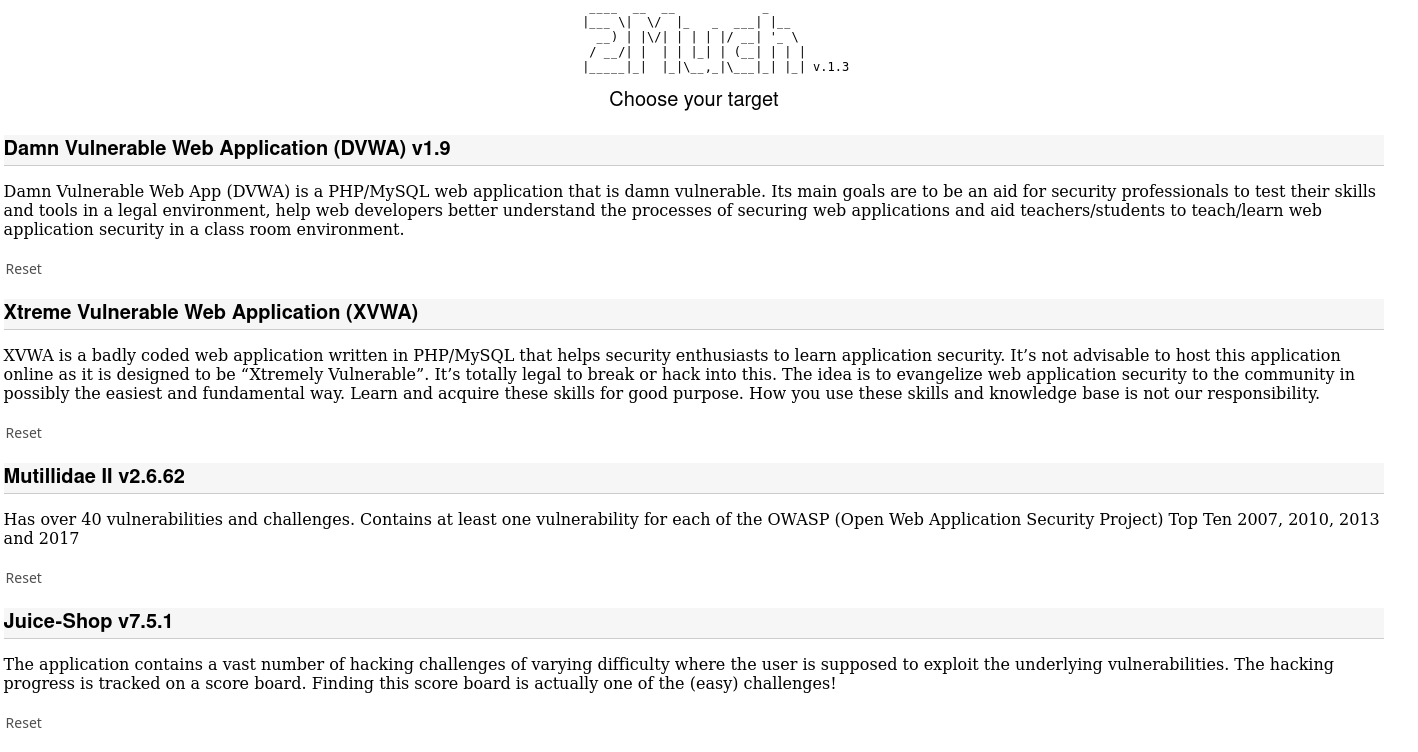 2Much v.1.3
Choose your target
Damn Vulnerable Web Application (DVWA) v1.9
Damn Vulnerable Web App (DVWA) is a PHP/MySQL web application that is damn vulnerable. Its main goals are to be an aid for security professionals to test their skills
and tools in a legal environment, help web developers better understand the processes of securing web applications and aid teachers/students to teach/learn web
application security in a class room environment.
Reset
Xtreme Vulnerable Web Application (XVWA)
XVWA is a badly coded web application written in PHP/MySQL that helps security enthusiasts to learn application security. It’s not advisable to host this application
online as it is designed to be “Xtremely Vulnerable”. It’s totally legal to break or hack into this. The idea is to evangelize web application security to the community in
possibly the easiest and fundamental way. Learn and acquire these skills for good purpose. How you use these skills and knowledge base is not our responsibility.
Reset
Mutillidae II v2.6.62
Has over 40 vulnerabilities and challenges. Contains at least one vulnerability for each of the OWASP (Open Web Application Security Project) Top Ten 2007, 2010, 2013
and 2017
Reset
Juice-Shop v7.5.1
The application contains a vast number of hacking challenges of varying difficulty where the user is supposed to exploit the underlying vulnerabilities. The hacking
progress is tracked on a score board. Finding this score board is actually one of the (easy) challenges!
Reset